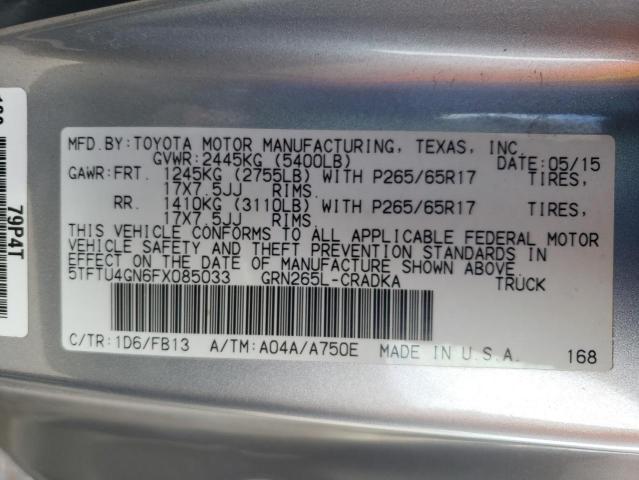 MFD.BY:TOYOTA MOTOR MANUFACTURING, TEXAS, INC.
GVWR:2445KG (5400LB) DATE:05/15
GAWR:FRT. 1245KG (2755LB) WITH P265/65R17 TIRES,
17X7.5JJ RIMS
RR. 1410KG (3110LB) WITH P265/65R17 TIRES,
17X7.5JJ RIMS
THIS VEHICLE CONFORMS TO ALL APPLICABLE FEDERAL MOTOR
VEHICLE SAFETY AND THEFT PREVENTION STANDARDS IN
EFFECT ON THE DATE OF MANUFACTURE SHOWN ABOVE.
5TFTU4GN6FX085033 GRN265L-CRADKA TRUCK
C/TR:1D6/FB13 A/TM:A04A/A750E MADE IN U.S.A. 168
79P4T